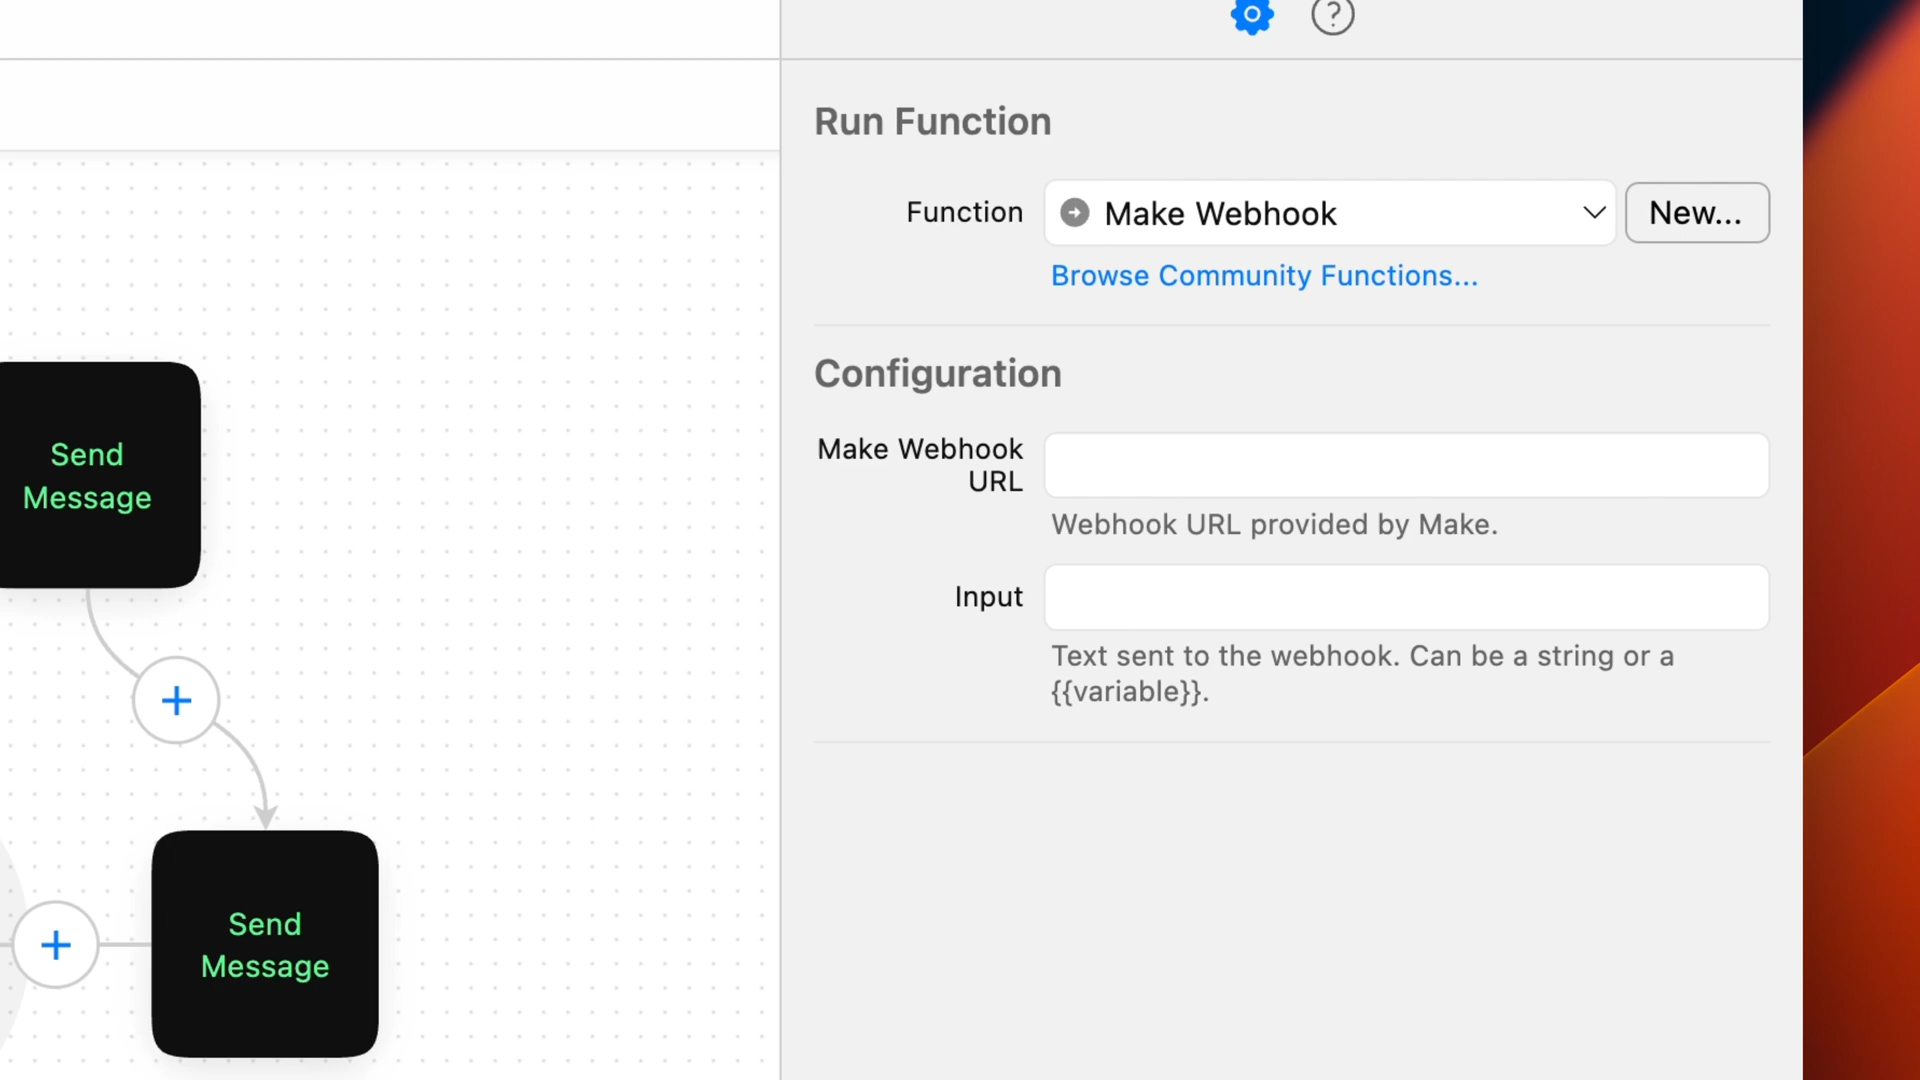 Run Function
Function
Make Webhook
New...
Browse Community Functions...
Configuration
Make Webhook
URL
Webhook URL provided by Make.
Input
Text sent to the webhook. Can be a string or a
{{variable}}.
Send
Message
Send
Message